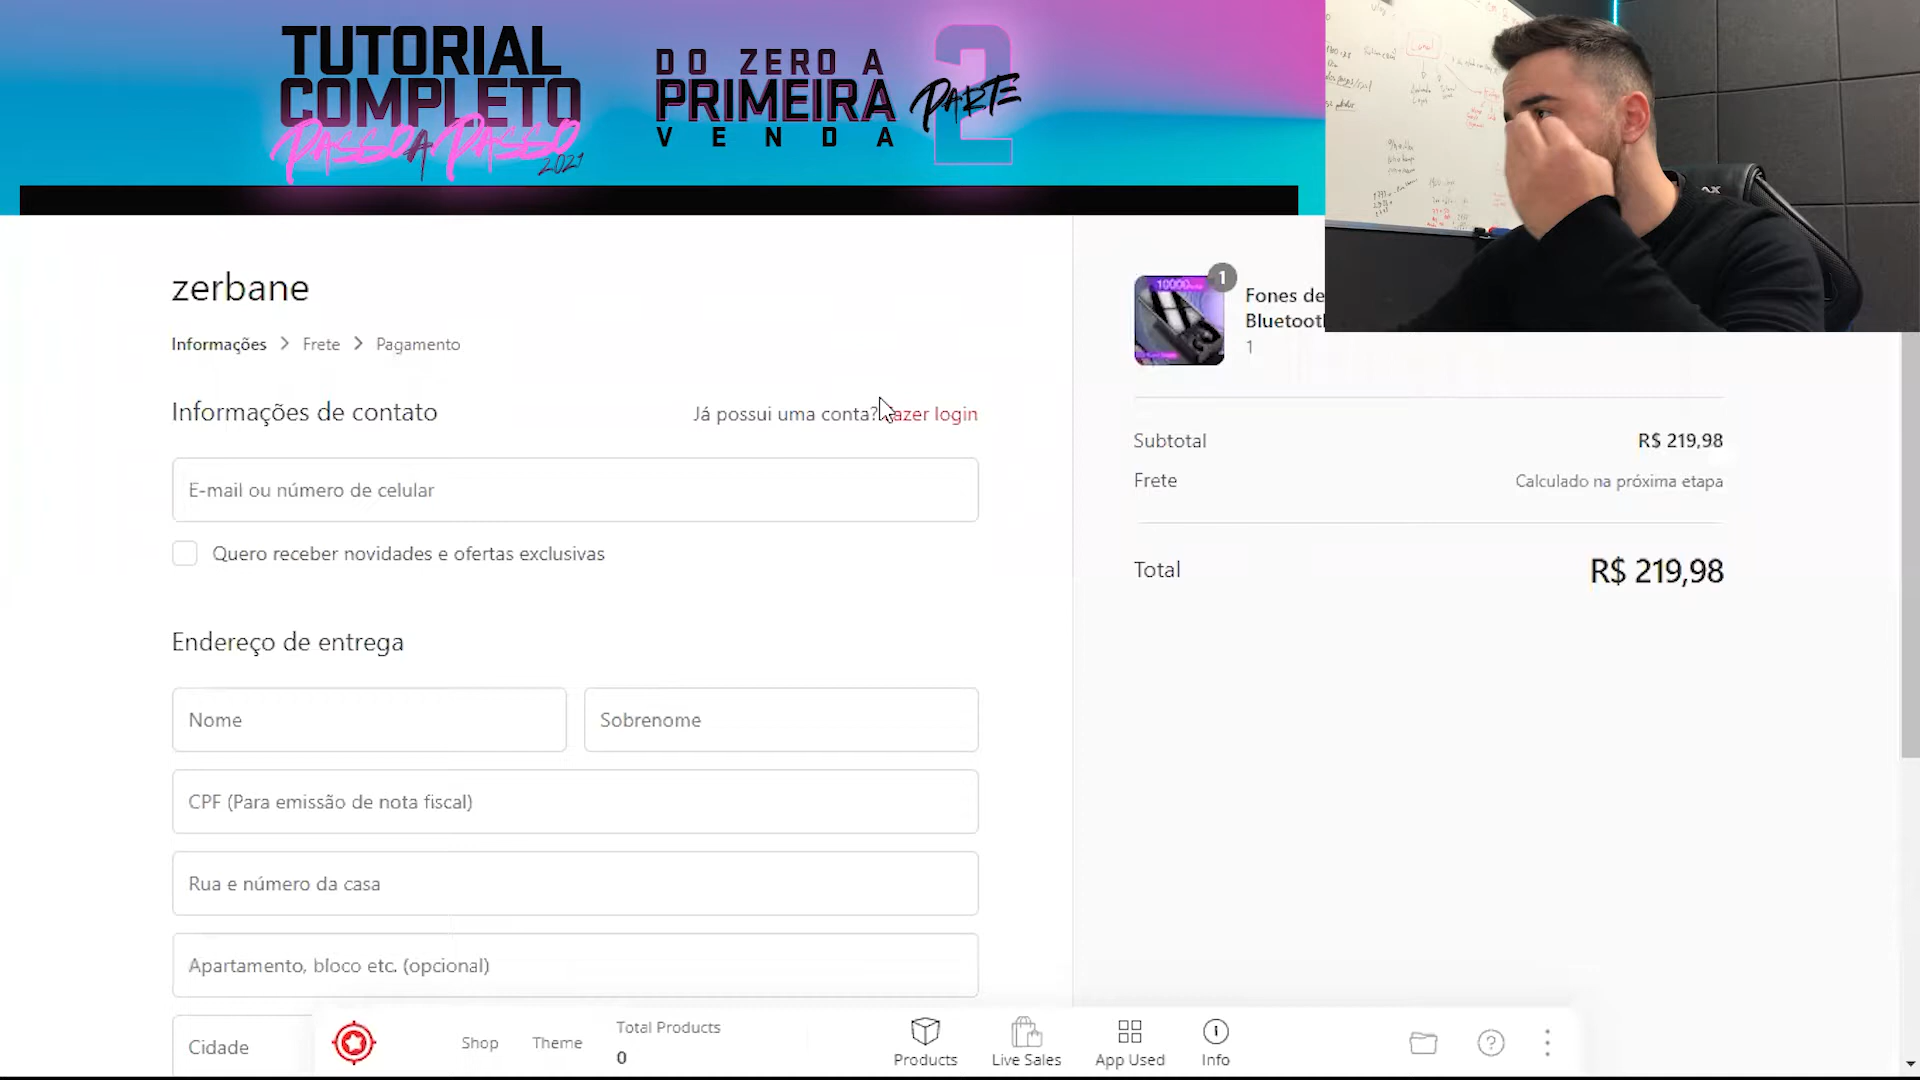 TUTORIAL
COMPLETO
PASSO A PASSO
2021
DO ZERO A
PRIMEIRA
VENDA
PARTE
2
zerbane
Informações > Frete > Pagamento
Informações de contato
Já possui uma conta? azer login
E-mail ou número de celular
Quero receber novidades e ofertas exclusivas
Endereço de entrega
Nome
Sobrenome
CPF (Para emissão de nota fiscal)
Rua e número da casa
Apartamento, bloco etc. (opcional)
Cidade
10000
1
Fones de
Bluetoot
1
Subtotal
R$ 219,98
Frete
Calculado na próxima etapa
Total
R$ 219,98
Shop
Theme
Total Products
0
Products
Live Sales
App Used
Info